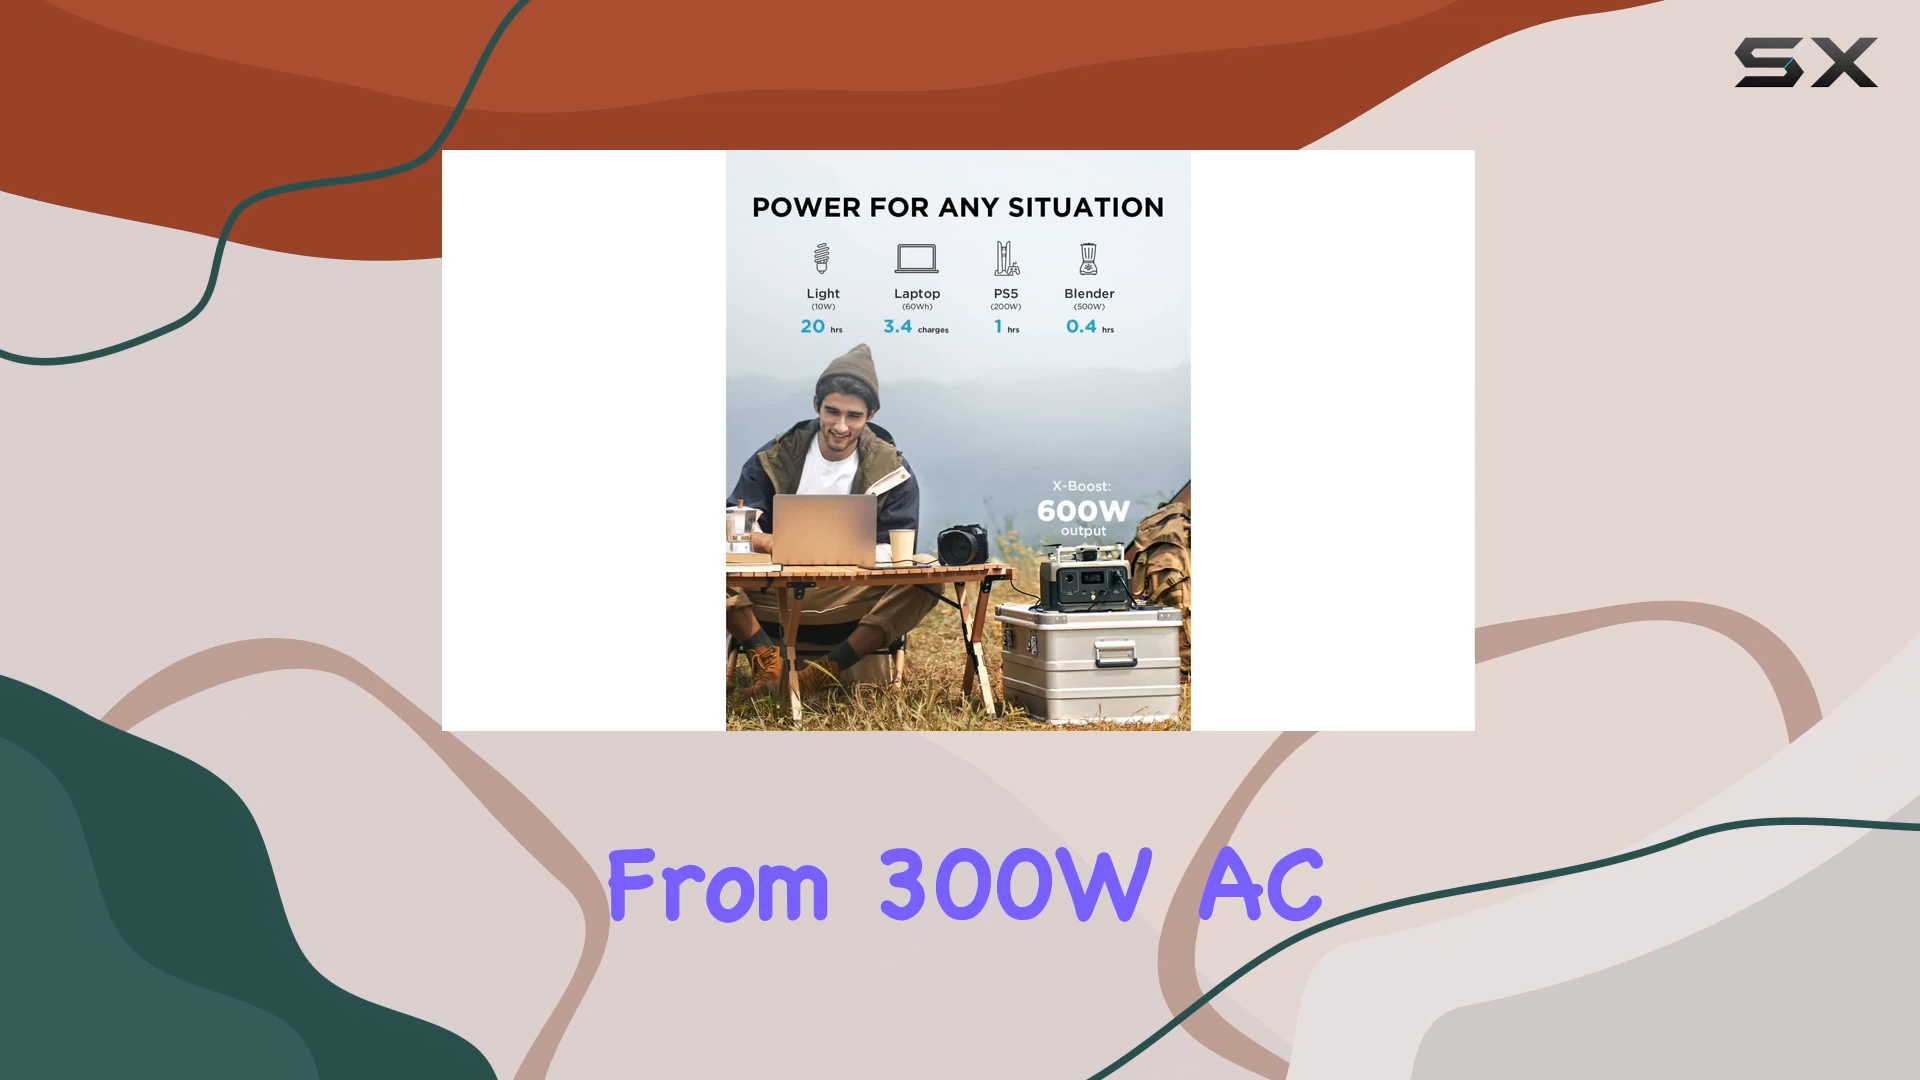 SX
POWER FOR ANY SITUATION
Light Laptop PS5 Blender
(10W) (60Wh) (200W) (500W)
20 hrs 3.4 charges 1 hrs 0.4 hrs
X-Boost:
600W
output
From 300W AC